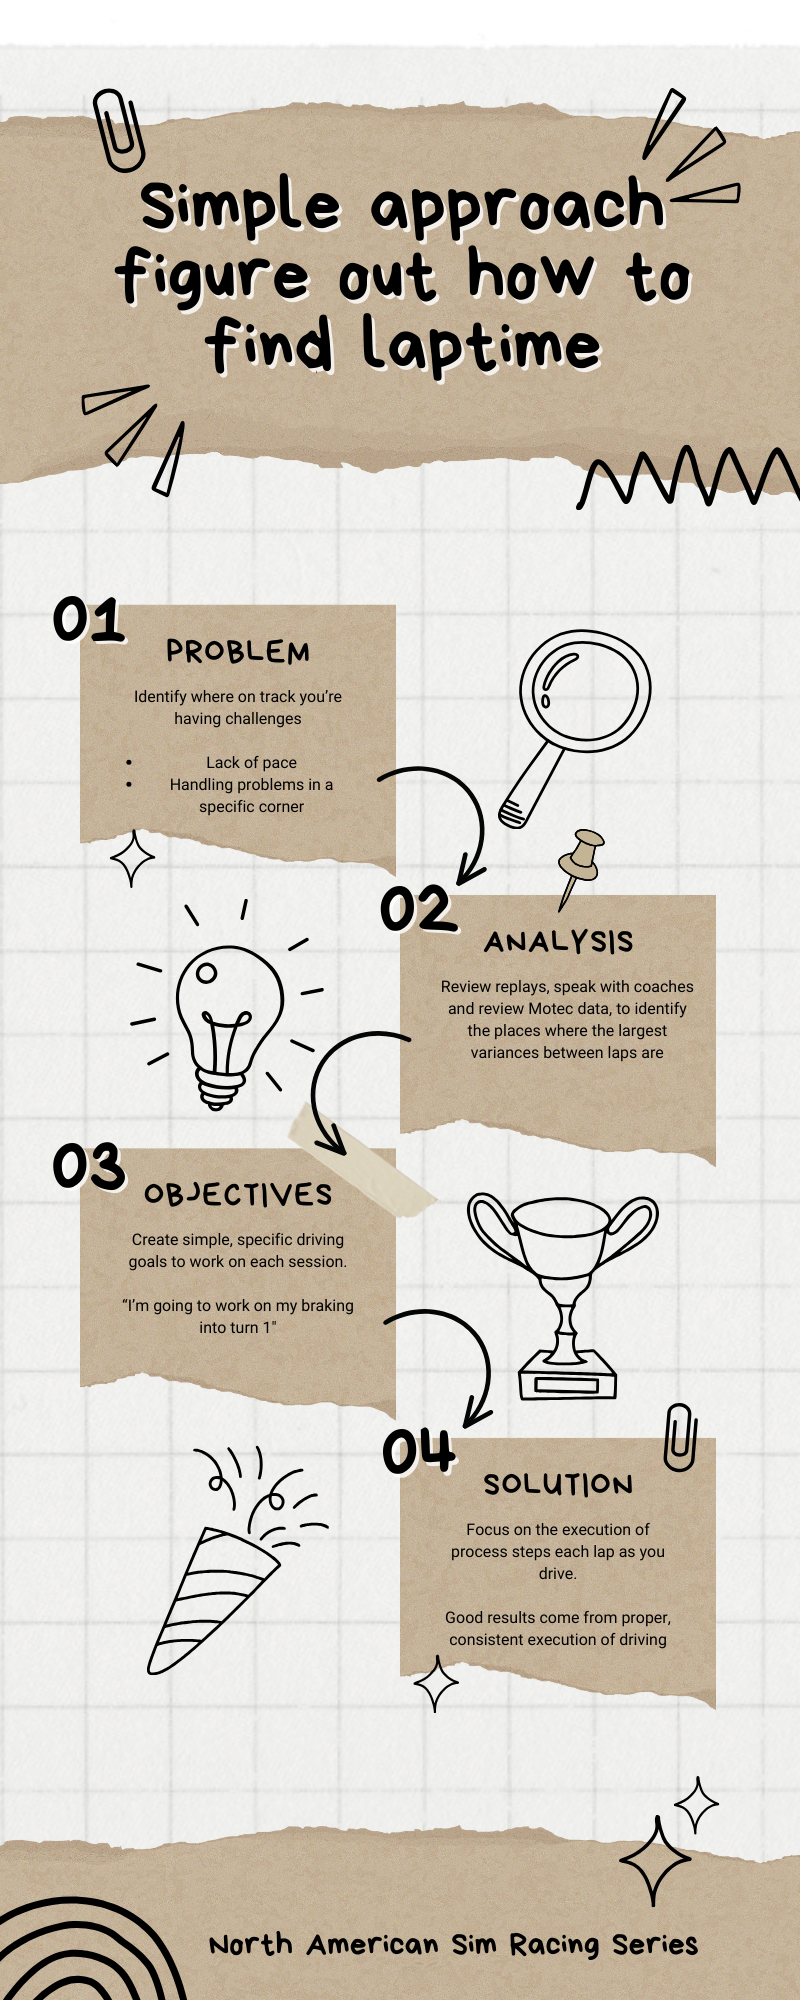 Simple approach
figure out how to
find laptime
01
PROBLEM
Identify where on track you're
having challenges
• Lack of pace
• Handling problems in a
specific corner
02
ANALYSIS
Review replays, speak with coaches
and review Motec data, to identify
the places where the largest
variances between laps are
03
OBJECTIVES
Create simple, specific driving
goals to work on each session.
“I'm going to work on my braking
into turn 1"
04
SOLUTION
Focus on the execution of
process steps each lap as you
drive.
Good results come from proper,
consistent execution of driving
North American Sim Racing Series